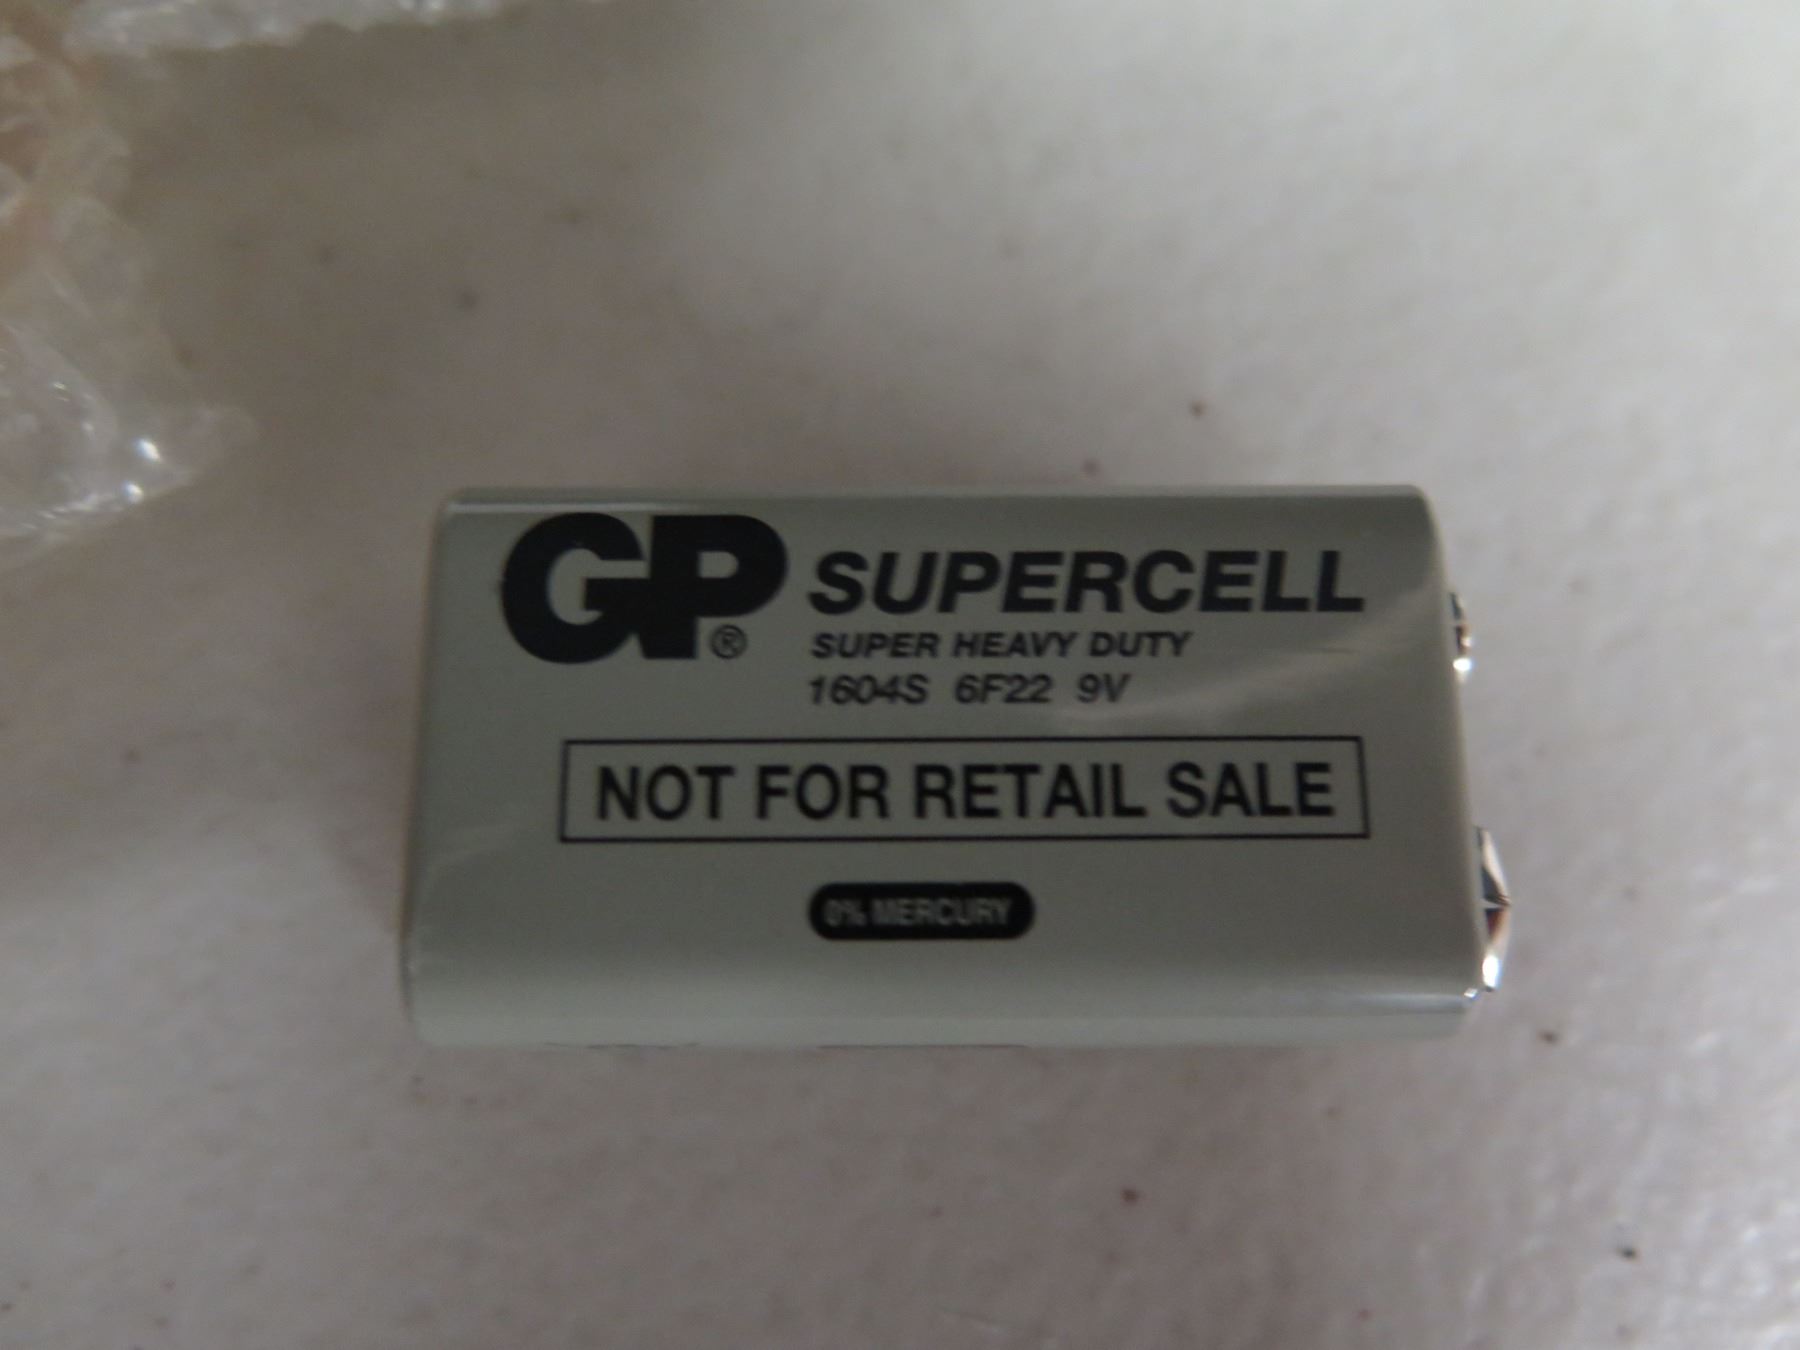 GP® SUPERCELL
SUPER HEAVY DUTY
1604S 6F22 9V
NOT FOR RETAIL SALE
0% MERCURY